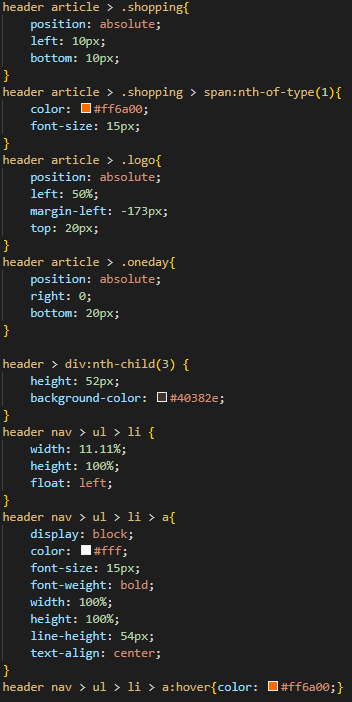 header article > .shopping{
    position: absolute;
    left: 10px;
    bottom: 10px;
}
header article > .shopping > span:nth-of-type(1){
    color: #ff6a00;
    font-size: 15px;
}
header article > .logo{
    position: absolute;
    left: 50%;
    margin-left: -173px;
    top: 20px;
}
header article > .oneday{
    position: absolute;
    right: 0;
    bottom: 20px;
}

header > div:nth-child(3) {
    height: 52px;
    background-color: #40382e;
}
header nav > ul > li {
    width: 11.11%;
    height: 100%;
    float: left;
}
header nav > ul > li > a{
    display: block;
    color: #fff;
    font-size: 15px;
    font-weight: bold;
    width: 100%;
    height: 100%;
    line-height: 54px;
    text-align: center;
}
header nav > ul > li > a:hover{color: #ff6a00;}